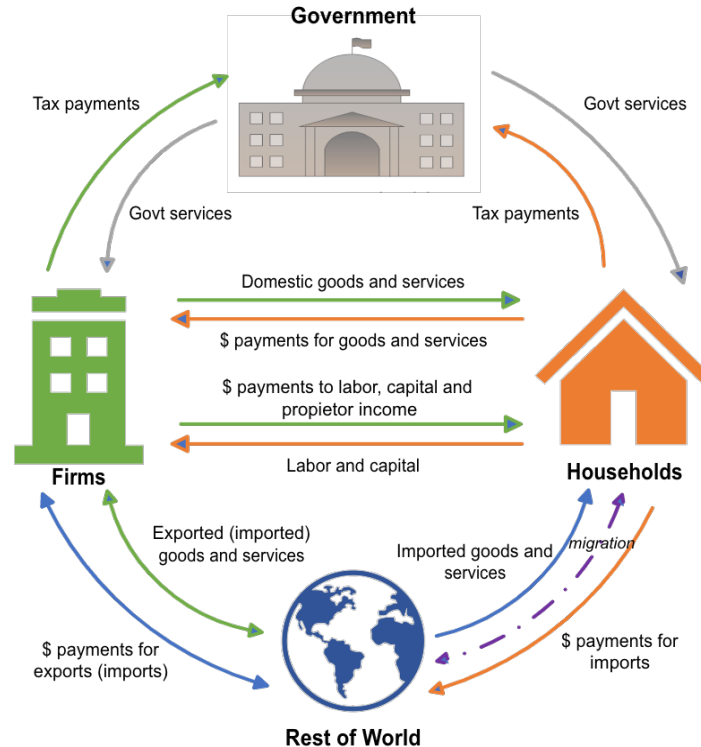 Government
Tax payments
Govt services
Govt services
Tax payments
Domestic goods and services
$ payments for goods and services
$ payments to labor, capital and
propietor income
Labor and capital
Firms
Households
Exported (imported)
goods and services
Imported goods and
services
migration
$ payments for
exports (imports)
$ payments for
imports
Rest of World